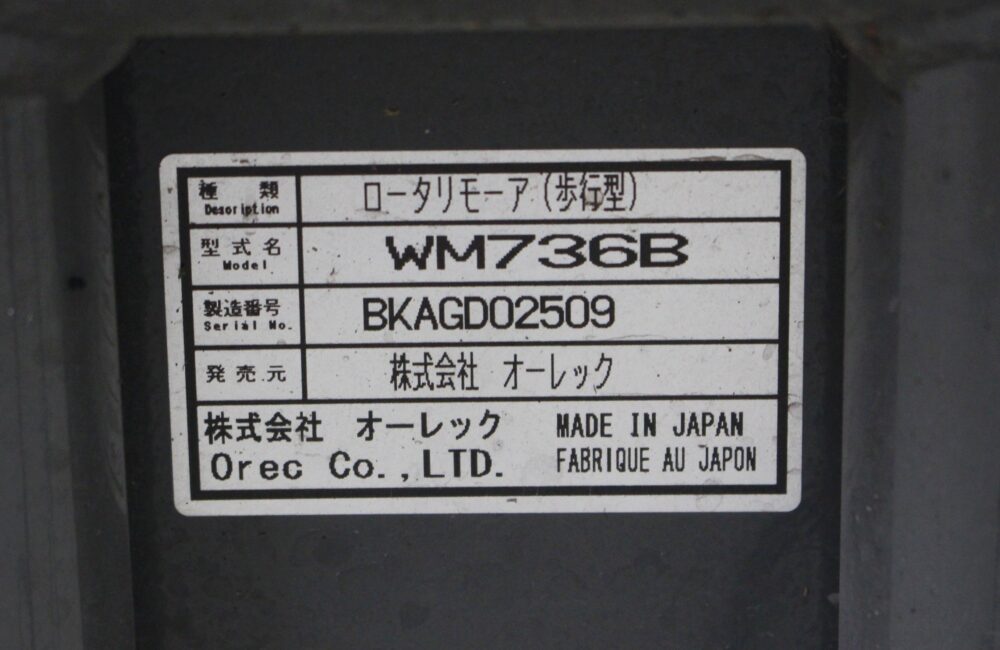 種類 ロータリモーア(歩行型)
Description
型式名 WM736B
Model
製造番号 BKAGD02509
Serial No.
発売元 株式会社 オーレック
株式会社 オーレック MADE IN JAPAN
Orec Co.,LTD. FABRIQUE AU JAPON